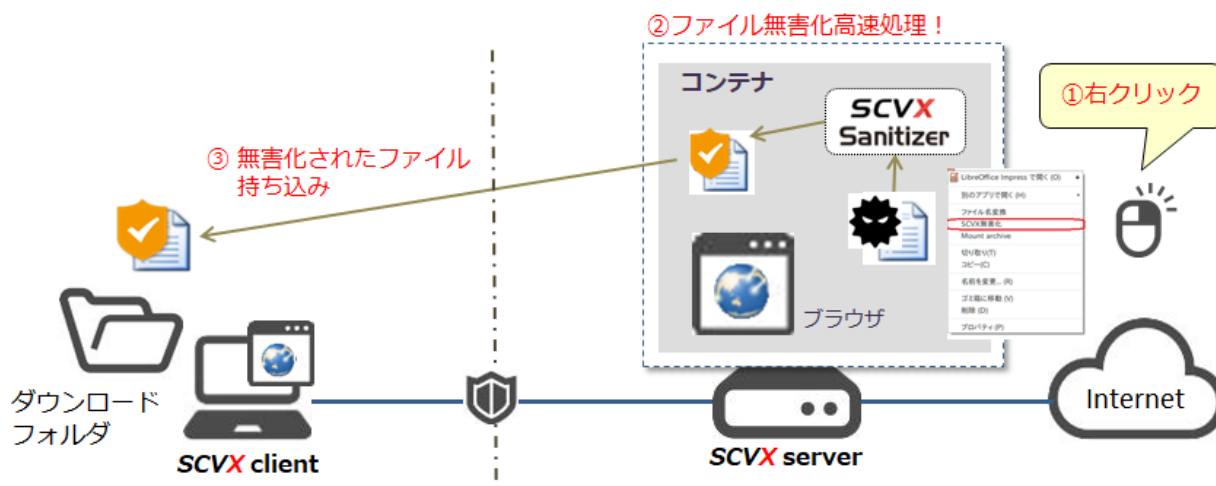 ②ファイル無害化高速処理！
コンテナ
SCVX
Sanitizer
①右クリック
③ 無害化されたファイル
持ち込み
LibreOffice Impress で開く (O)
別のアプリで開く (H)
ファイル名変換
SCVX無害化
Mount archive
切り取り(T)
コピー(C)
名前を変更... (R)
ゴミ箱に移動 (V)
削除 (D)
プロパティ(P)
ブラウザ
ダウンロード
フォルダ
SCVX client
SCVX server
Internet